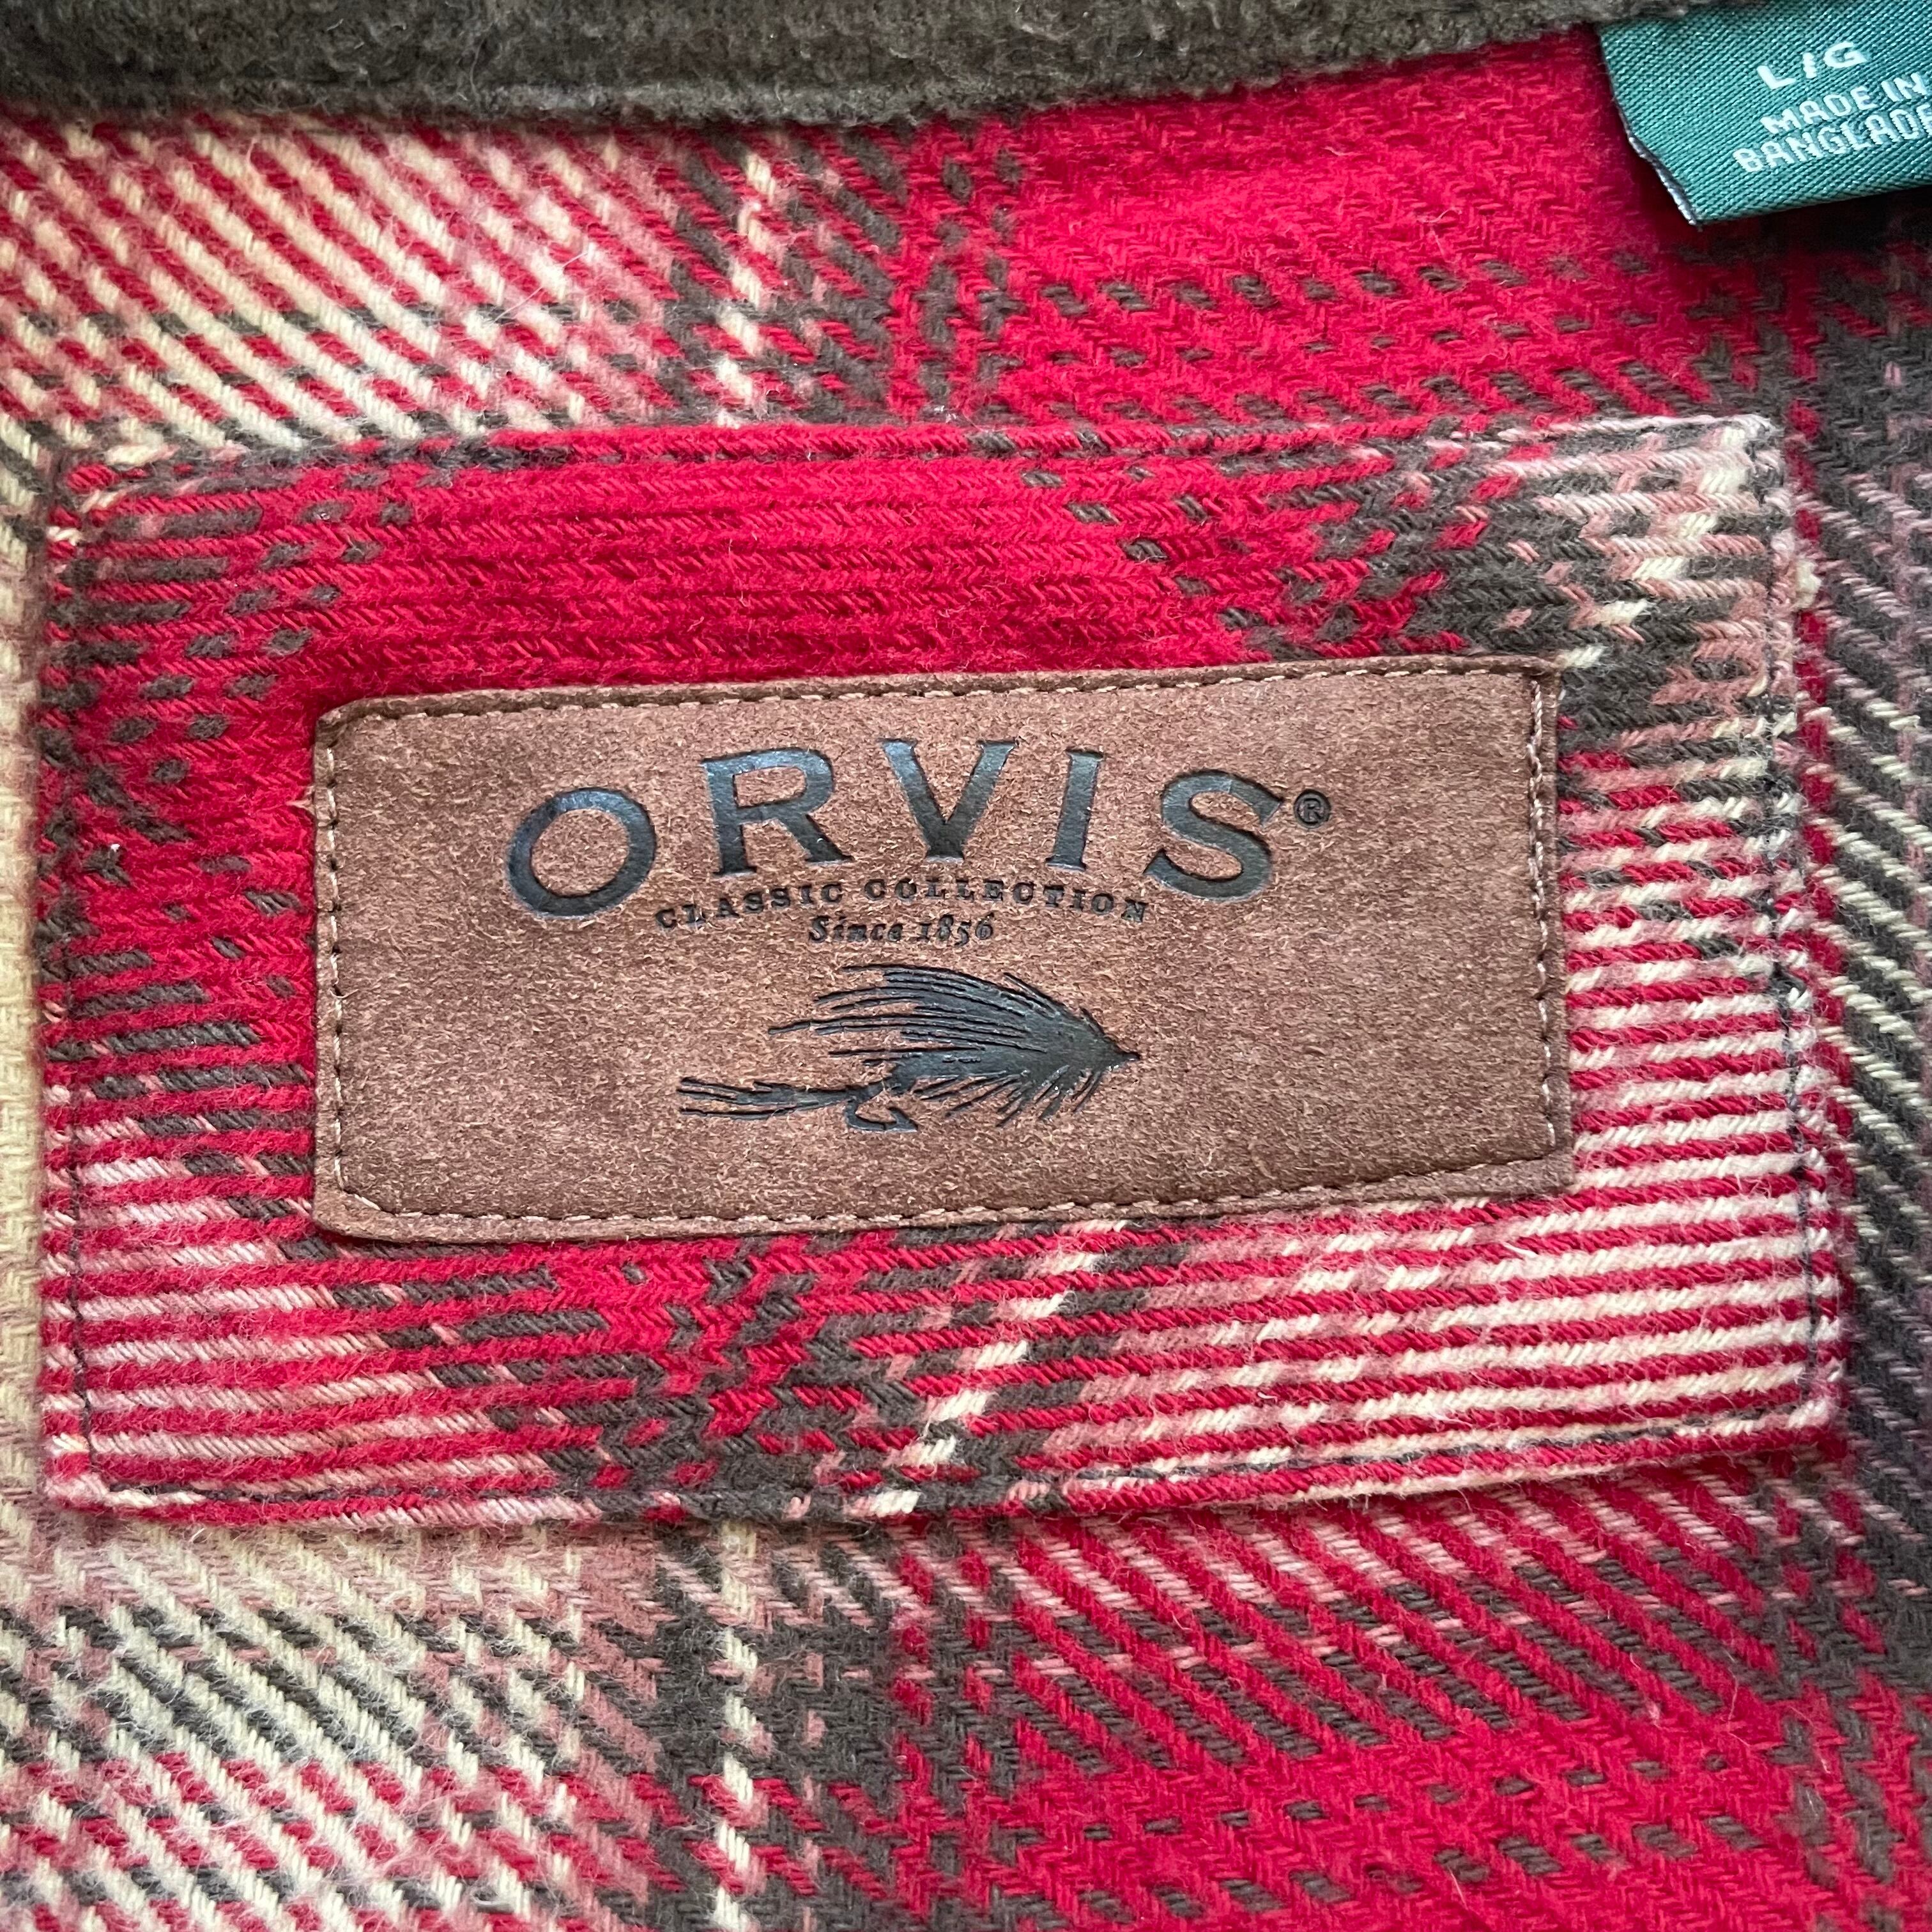 L/G
MADE IN
ORVIS®
CLASSIC COLLECTION
Since 1856